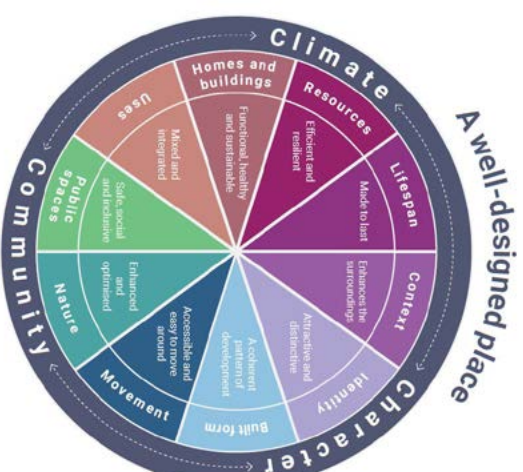 A well-designed place
Climate
Character
Community
Context
Enhances the
surroundings
Identity
Attractive and
distinctive
Built form
A coherent
pattern of
development
Movement
Accessible and
easy to move
around
Nature
Enhanced
and
optimised
Public
spaces
Safe, social
and inclusive
Uses
Mixed and
integrated
Homes and
buildings
Functional, healthy
and sustainable
Resources
Efficient and
resilient
Lifespan
Made to last